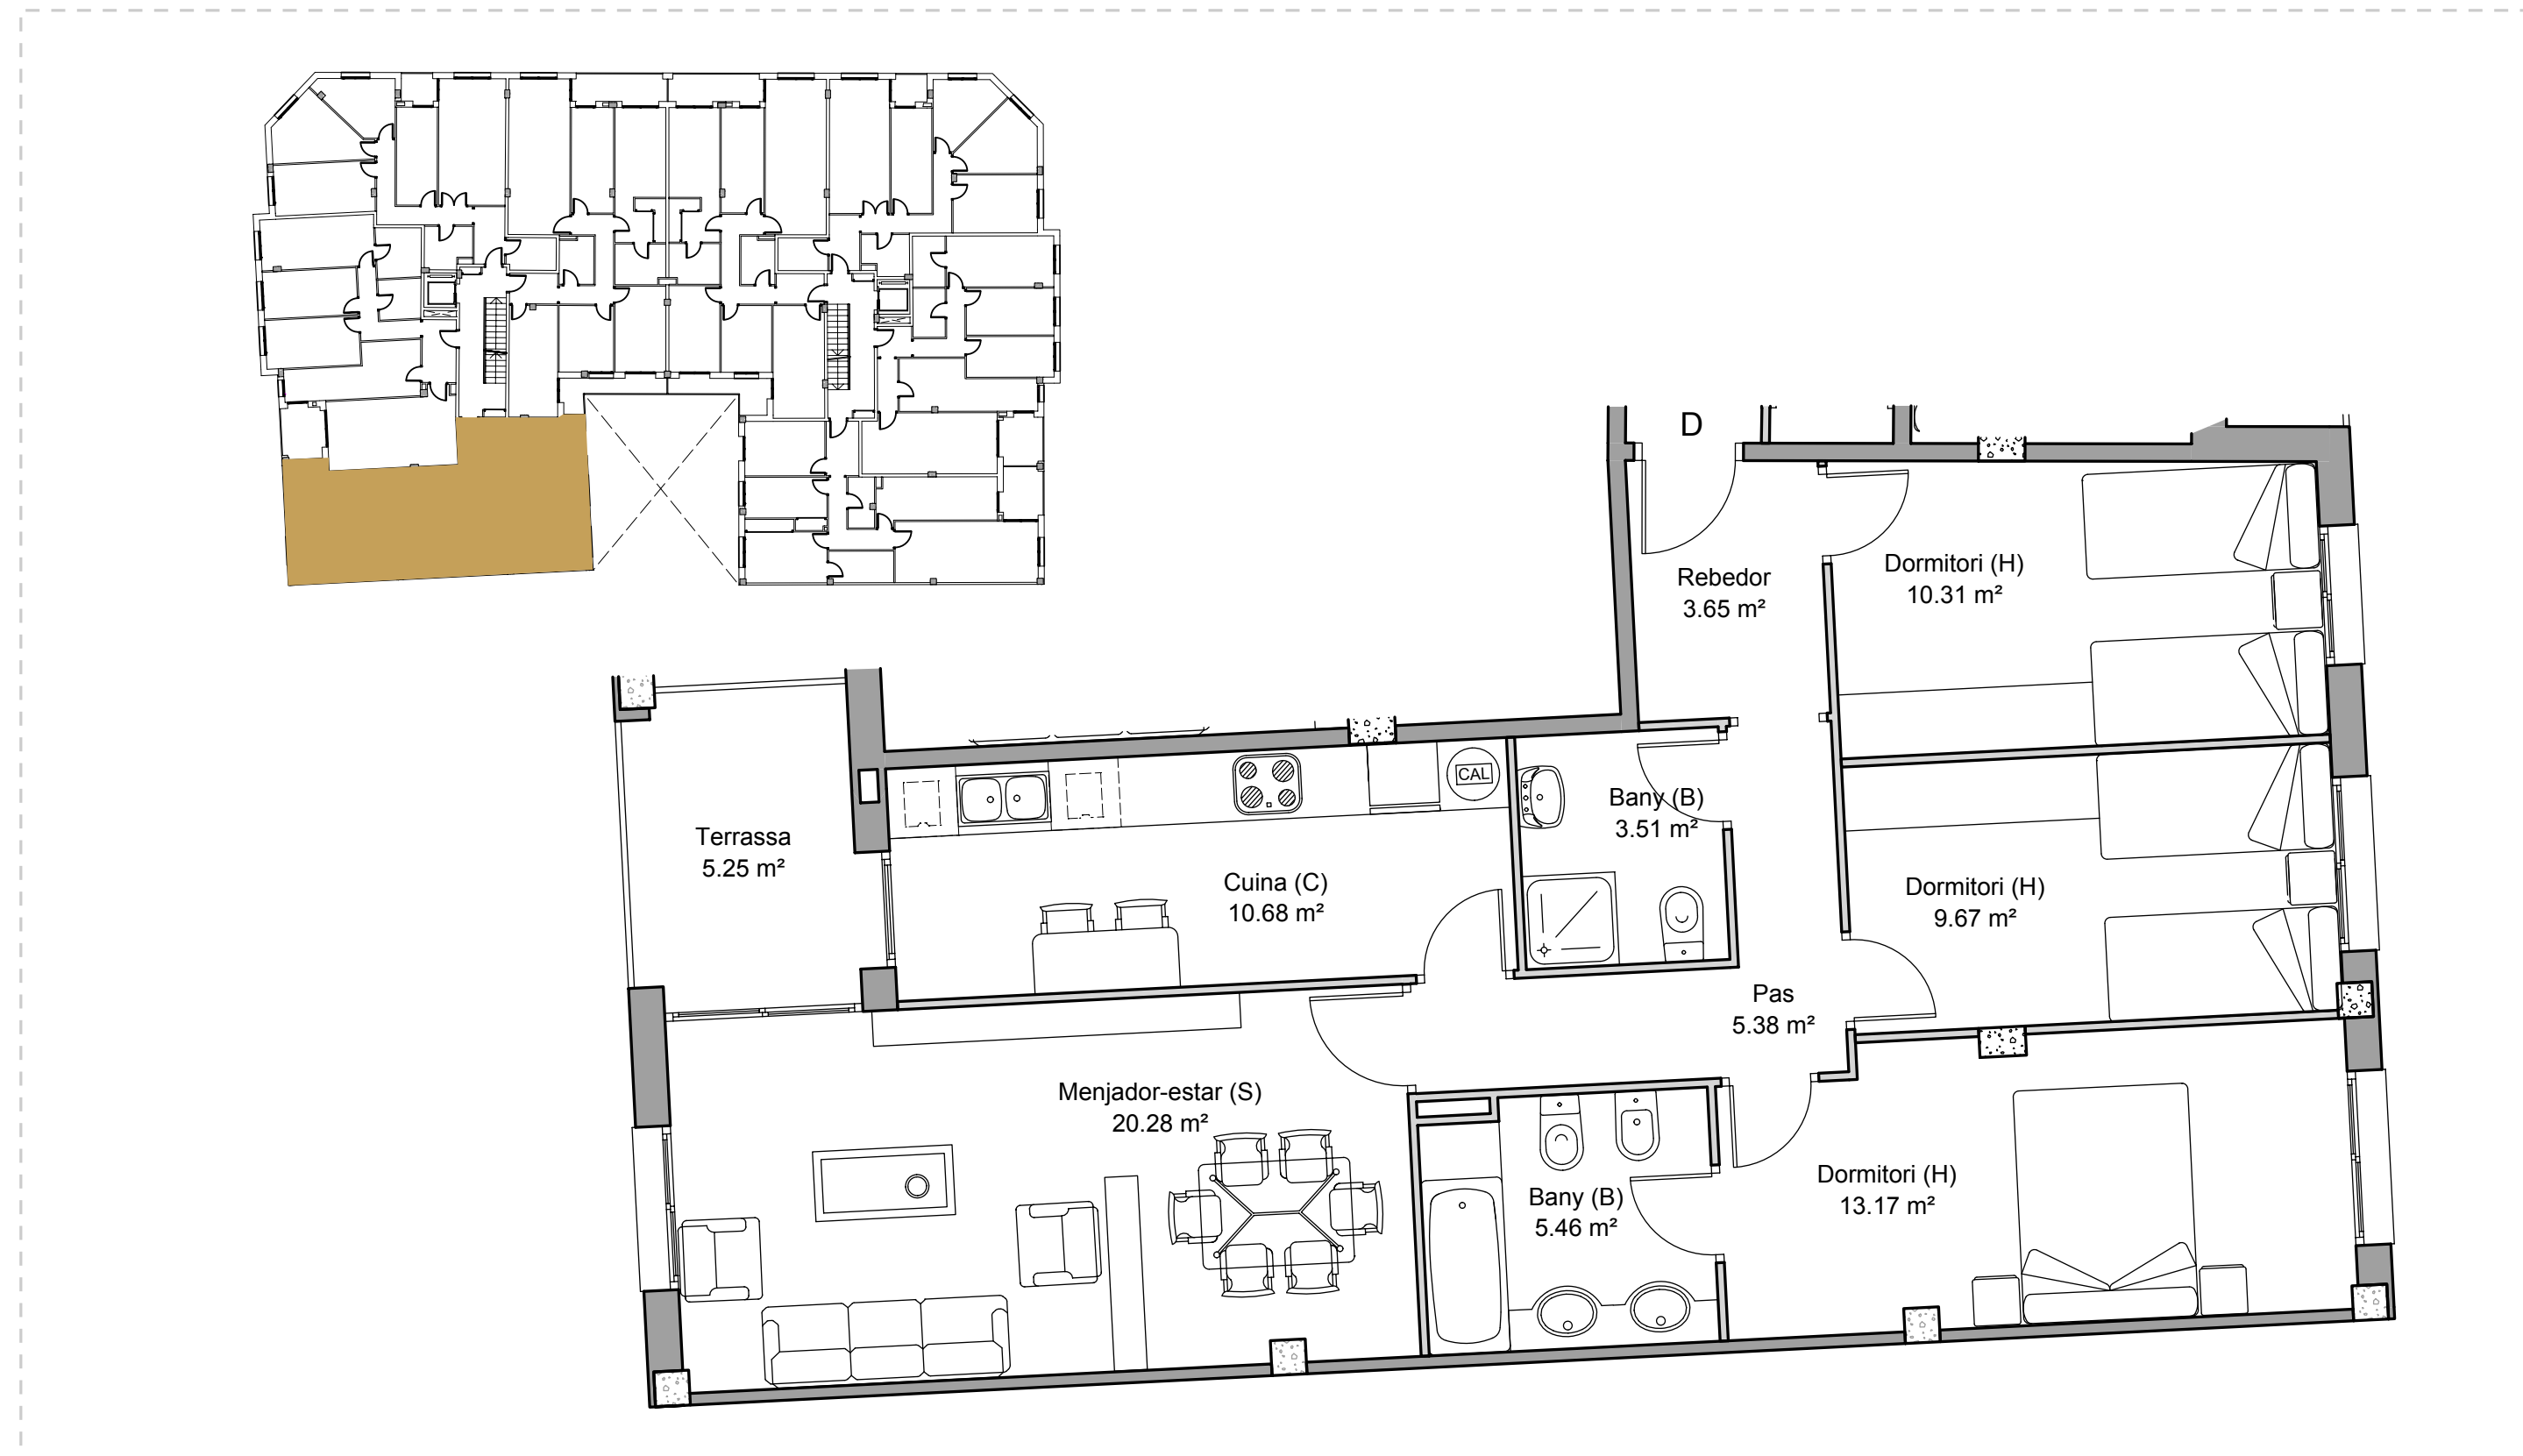 D
Rebedor
3.65 m²
Dormitori (H)
10.31 m²
CAL
Bany (B)
3.51 m²
Terrassa
5.25 m²
Cuina (C)
10.68 m²
Dormitori (H)
9.67 m²
Pas
5.38 m²
Menjador-estar (S)
20.28 m²
Dormitori (H)
13.17 m²
Bany (B)
5.46 m²